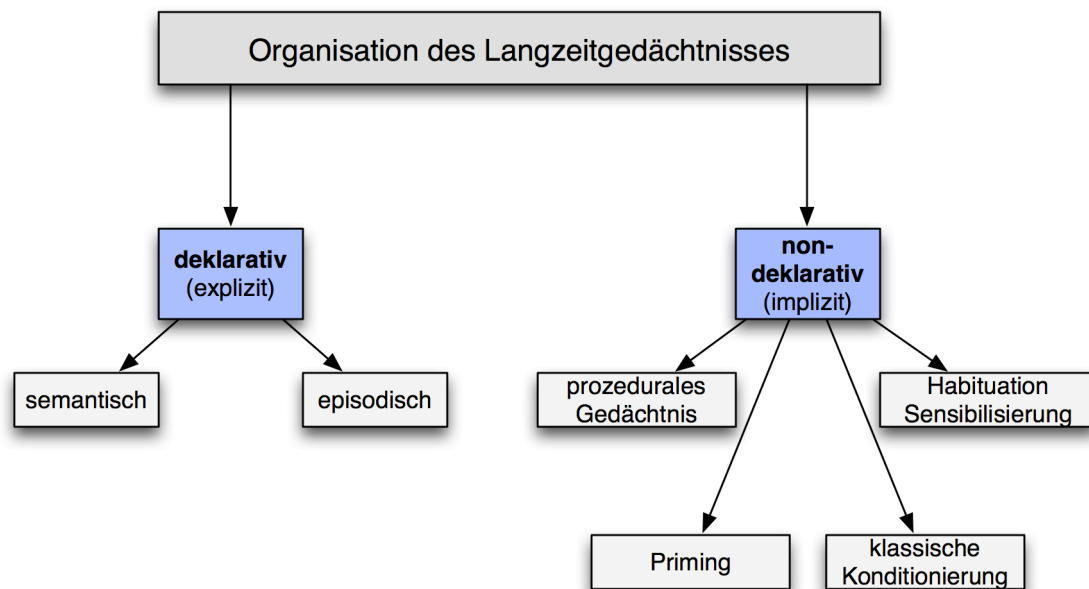 Organisation des Langzeitgedächtnisses
deklarativ
(explizit)
non-
deklarativ
(implizit)
semantisch
episodisch
prozedurales
Gedächtnis
Habituation
Sensibilisierung
Priming
klassische
Konditionierung